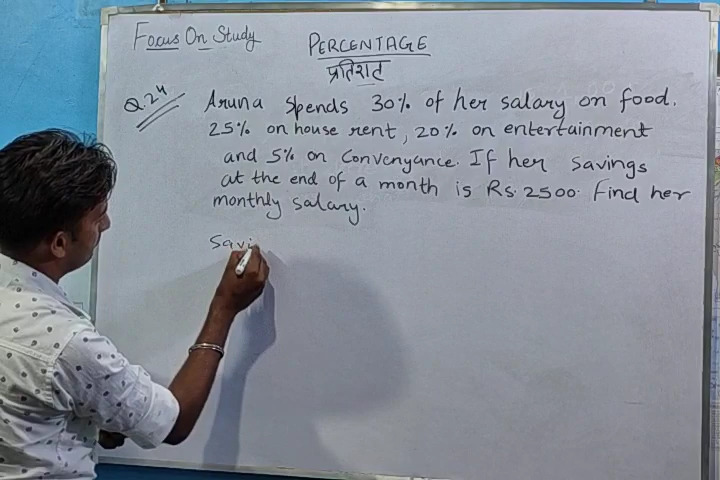 Focus On Study
PERCENTAGE
प्रतिशत
Q.24
Aruna spends 30% of her salary on food.
25% on house rent, 20% on entertainment
and 5% on convenyance. If her savings
at the end of a month is Rs. 2500. Find her
monthly salary.
Savi